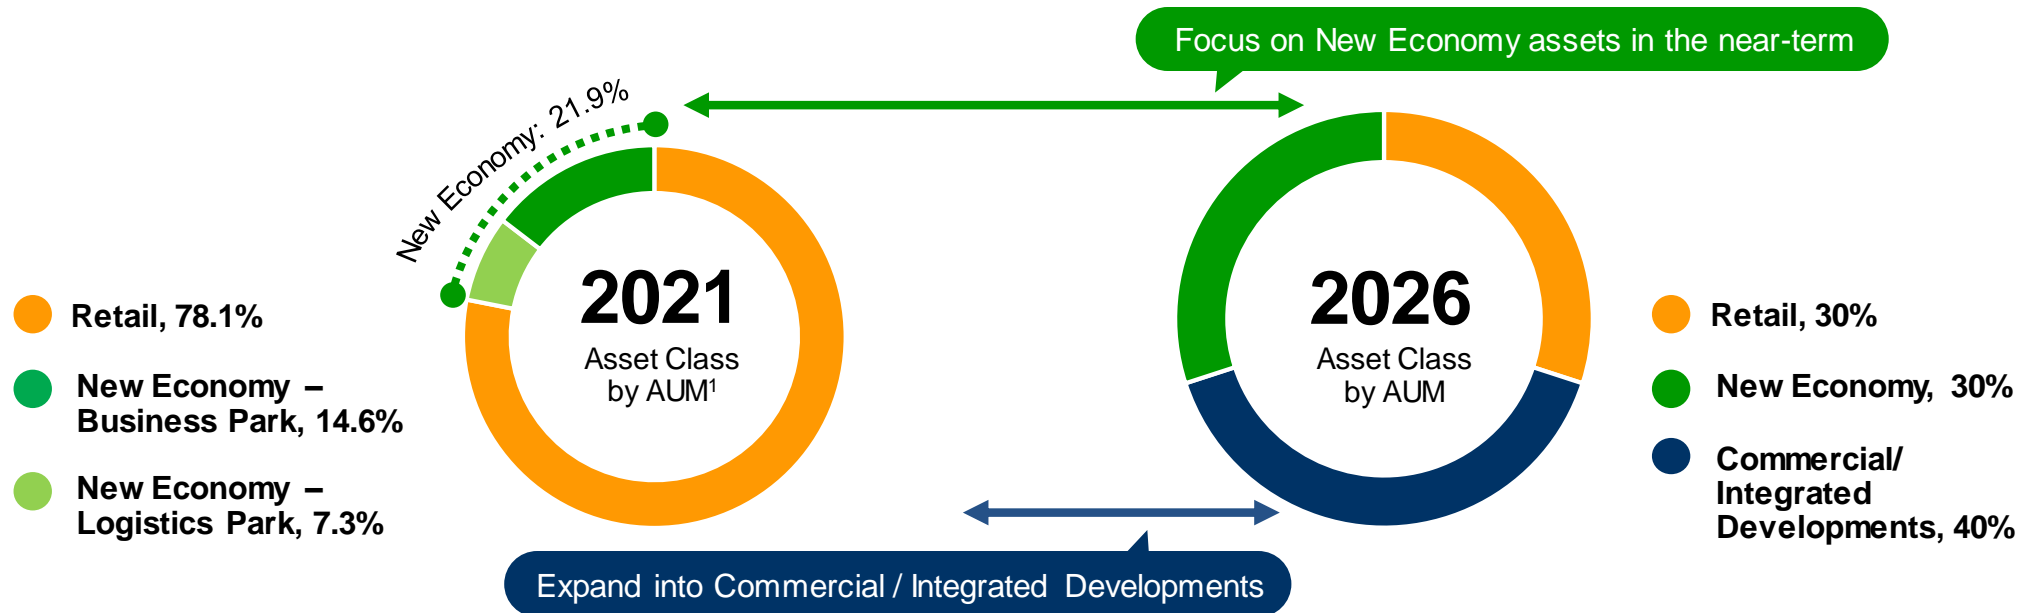 Focus on New Economy assets in the near-term
New Economy: 21.9%
2021
Asset Class
by AUM¹
Retail, 78.1%
New Economy –
Business Park, 14.6%
New Economy –
Logistics Park, 7.3%
2026
Asset Class
by AUM
Retail, 30%
New Economy, 30%
Commercial/
Integrated
Developments, 40%
Expand into Commercial / Integrated Developments